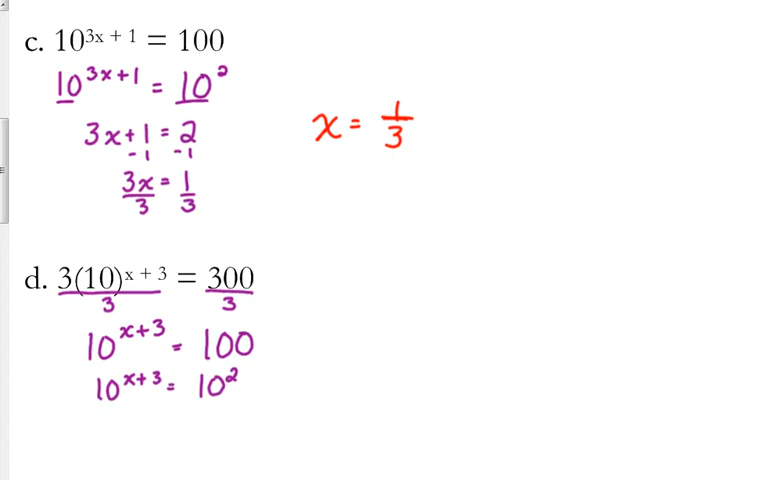 c. 10^{3x + 1} = 100
10^{3x+1} = 10^2
3x+1 = 2
-1 -1
3x/3 = 1/3
x = 1/3
d. 3(10)^{x + 3} = 300
3 3
10^{x+3} = 100
10^{x+3} = 10^2